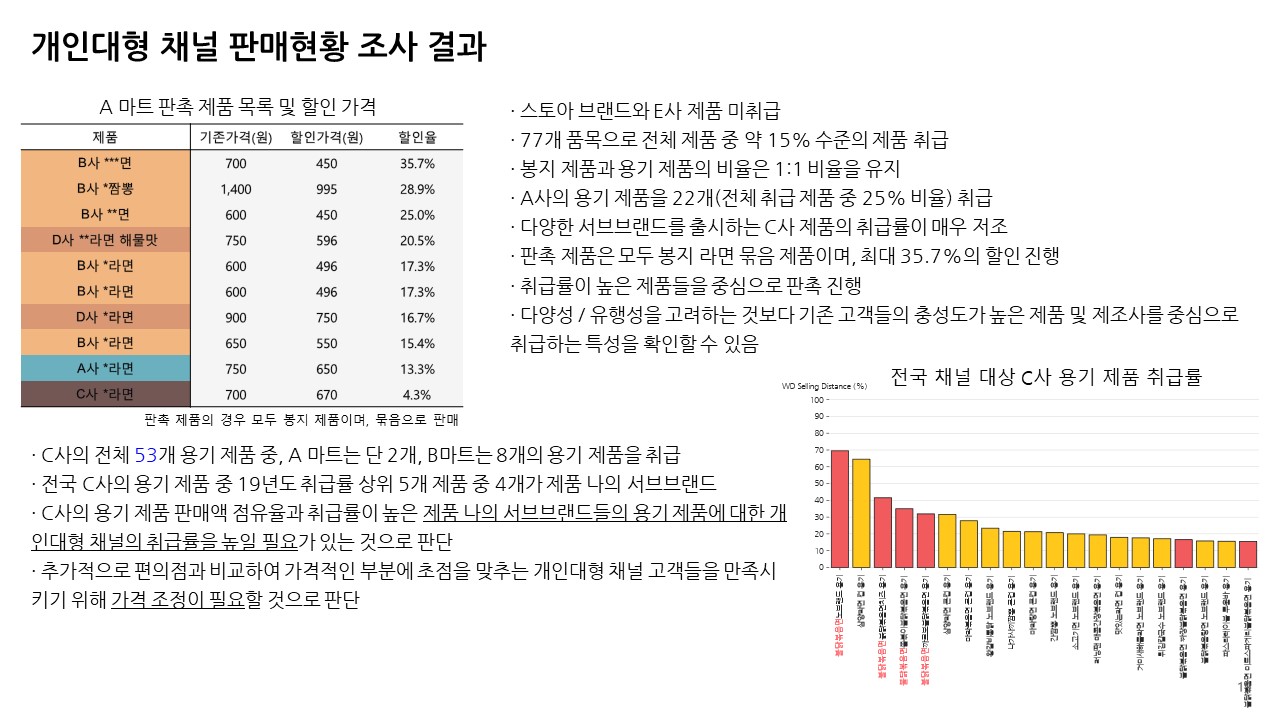 개인대형 채널 판매현황 조사 결과
A 마트 판촉 제품 목록 및 할인 가격
제품 기존가격(원) 할인가격(원) 할인율
B사 ***면 700 450 35.7%
B사 *짬뽕 1,400 995 28.9%
B사 **면 600 450 25.0%
D사 **라면 해물맛 750 596 20.5%
B사 *라면 600 496 17.3%
B사 *라면 600 496 17.3%
D사 *라면 900 750 16.7%
B사 *라면 650 550 15.4%
A사 *라면 750 650 13.3%
C사 *라면 700 670 4.3%
판촉 제품의 경우 모두 봉지 제품이며, 묶음으로 판매
· 스토아 브랜드와 E사 제품 미취급
· 77개 품목으로 전체 제품 중 약 15% 수준의 제품 취급
· 봉지 제품과 용기 제품의 비율은 1:1 비율을 유지
· A사의 용기 제품을 22개(전체 취급 제품 중 25% 비율) 취급
· 다양한 서브브랜드를 출시하는 C사 제품의 취급률이 매우 저조
· 판촉 제품은 모두 봉지 라면 묶음 제품이며, 최대 35.7%의 할인 진행
· 취급률이 높은 제품들을 중심으로 판촉 진행
· 다양성 / 유행성을 고려하는 것보다 기존 고객들의 충성도가 높은 제품 및 제조사를 중심으로
취급하는 특성을 확인할 수 있음
· C사의 전체 53개 용기 제품 중, A 마트는 단 2개, B마트는 8개의 용기 제품을 취급
· 전국 C사의 용기 제품 중 19년도 취급률 상위 5개 제품 중 4개가 제품 나의 서브브랜드
· C사의 용기 제품 판매액 점유율과 취급률이 높은 제품 나의 서브브랜드들의 용기 제품에 대한 개
인대형 채널의 취급률을 높일 필요가 있는 것으로 판단
· 추가적으로 편의점과 비교하여 가격적인 부분에 초점을 맞추는 개인대형 채널 고객들을 만족시
키기 위해 가격 조정이 필요할 것으로 판단
전국 채널 대상 C사 용기 제품 취급률
WD Selling Distance (%)
100
90
80
70
60
50
40
30
20
10
0
불닭볶음면노브랜드 용기
삼양라면 컵 용기